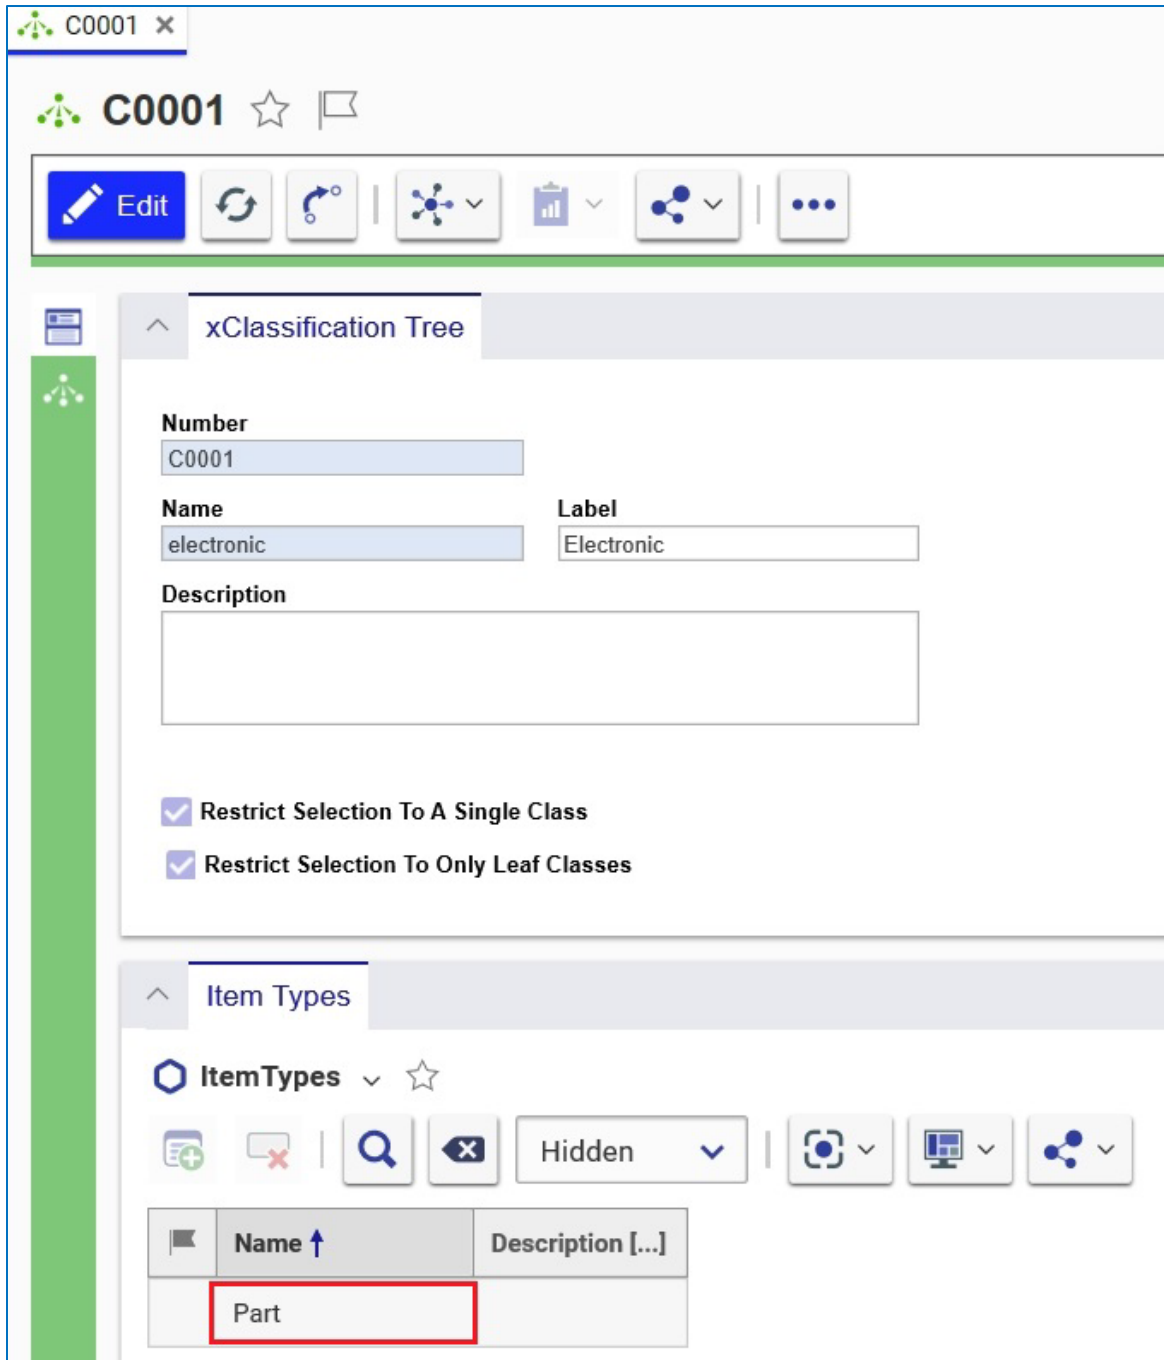 C0001
C0001
Edit
xClassification Tree
Number
C0001
Name Label
electronic Electronic
Description
Restrict Selection To A Single Class
Restrict Selection To Only Leaf Classes
Item Types
ItemTypes
Hidden
Name Description [...]
Part